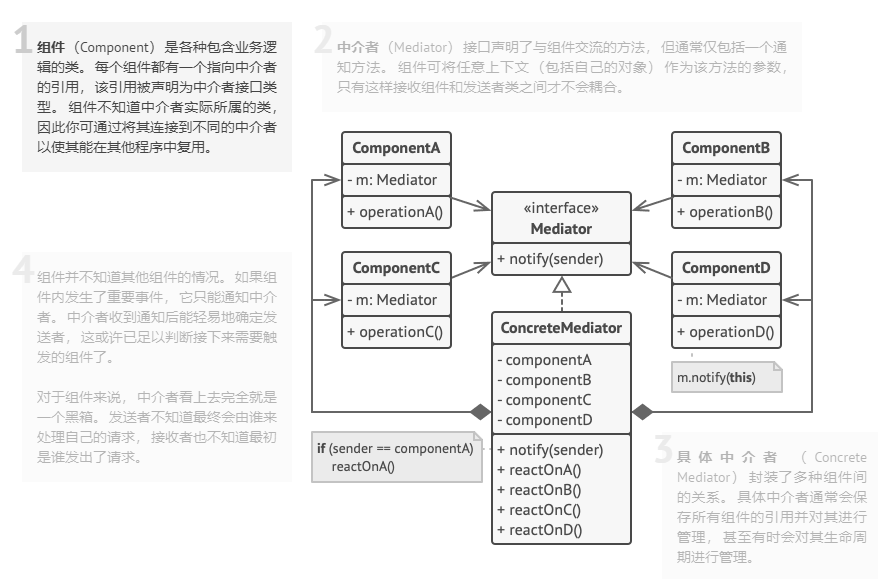 1
组件（Component）是各种包含业务逻
辑的类。每个组件都有一个指向中介者
的引用，该引用被声明为中介者接口类
型。组件不知道中介者实际所属的类，
因此你可通过将其连接到不同的中介者
以使其能在其他程序中复用。
2
中介者（Mediator）接口声明了与组件交流的方法，但通常仅包括一个通
知方法。组件可将任意上下文（包括自己的对象）作为该方法的参数，
只有这样接收组件和发送者类之间才不会耦合。
ComponentA
- m: Mediator
+ operationA()
ComponentB
- m: Mediator
+ operationB()
«interface»
Mediator
+ notify(sender)
ComponentC
- m: Mediator
+ operationC()
ComponentD
- m: Mediator
+ operationD()
m.notify(this)
ConcreteMediator
- componentA
- componentB
- componentC
- componentD
+ notify(sender)
+ reactOnA()
+ reactOnB()
+ reactOnC()
+ reactOnD()
if (sender == componentA)
reactOnA()
4
组件并不知道其他组件的情况。如果组
件内发生了重要事件，它只能通知中介
者。中介者收到通知后能轻易地确定发
送者，这或许已足以判断接下来需要触
发的组件了。
对于组件来说，中介者看上去完全就是
一个黑箱。发送者不知道最终会由谁来
处理自己的请求，接收者也不知道最初
是谁发出了请求。
3
具体中介者（Concrete
Mediator）封装了多种组件间
的关系。具体中介者通常会保
存所有组件的引用并对其进行
管理，甚至有时会对其生命周
期进行管理。